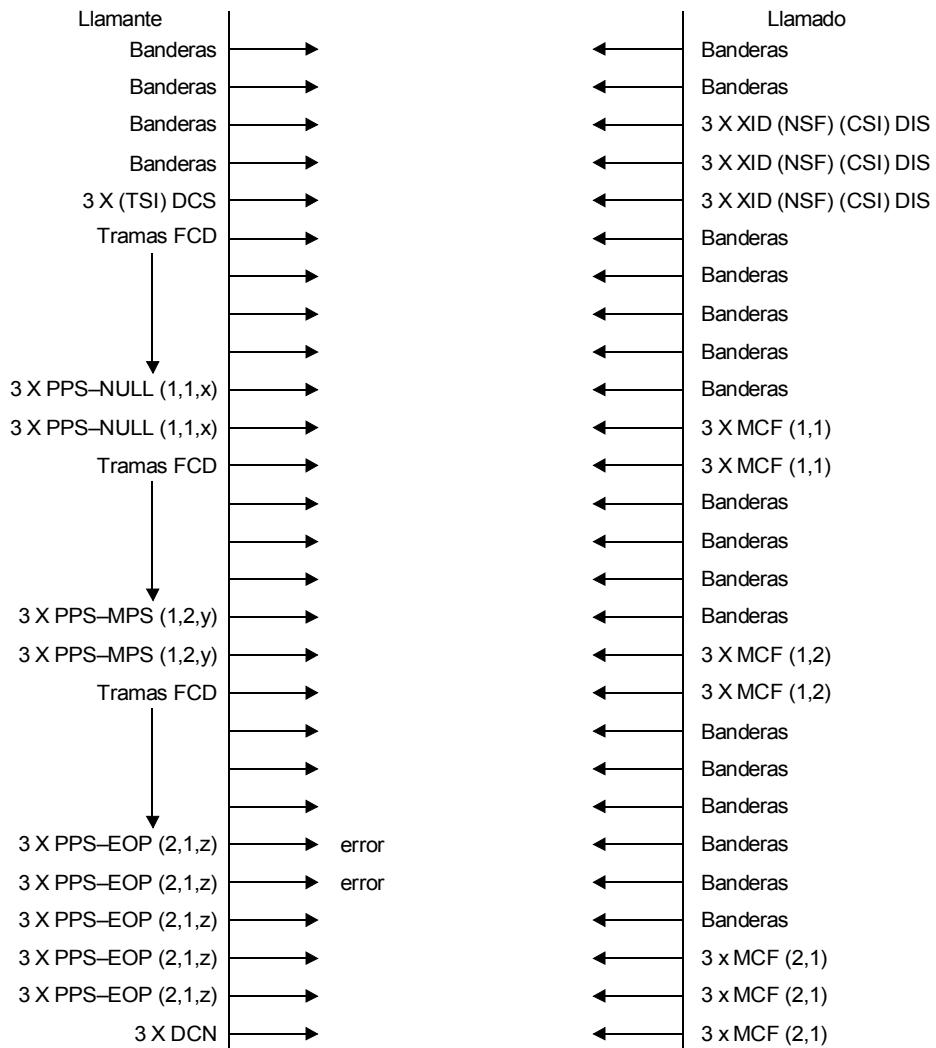 Llamante Llamado
Banderas Banderas
Banderas Banderas
Banderas 3 X XID (NSF) (CSI) DIS
Banderas 3 X XID (NSF) (CSI) DIS
3 X (TSI) DCS 3 X XID (NSF) (CSI) DIS
Tramas FCD Banderas
Banderas
Banderas
Banderas
3 X PPS–NULL (1,1,x) Banderas
3 X PPS–NULL (1,1,x) 3 X MCF (1,1)
Tramas FCD 3 X MCF (1,1)
Banderas
Banderas
Banderas
3 X PPS–MPS (1,2,y) Banderas
3 X PPS–MPS (1,2,y) 3 X MCF (1,2)
Tramas FCD 3 X MCF (1,2)
Banderas
Banderas
Banderas
3 X PPS–EOP (2,1,z) error Banderas
3 X PPS–EOP (2,1,z) error Banderas
3 X PPS–EOP (2,1,z) Banderas
3 X PPS–EOP (2,1,z) 3 x MCF (2,1)
3 X PPS–EOP (2,1,z) 3 x MCF (2,1)
3 X DCN 3 x MCF (2,1)